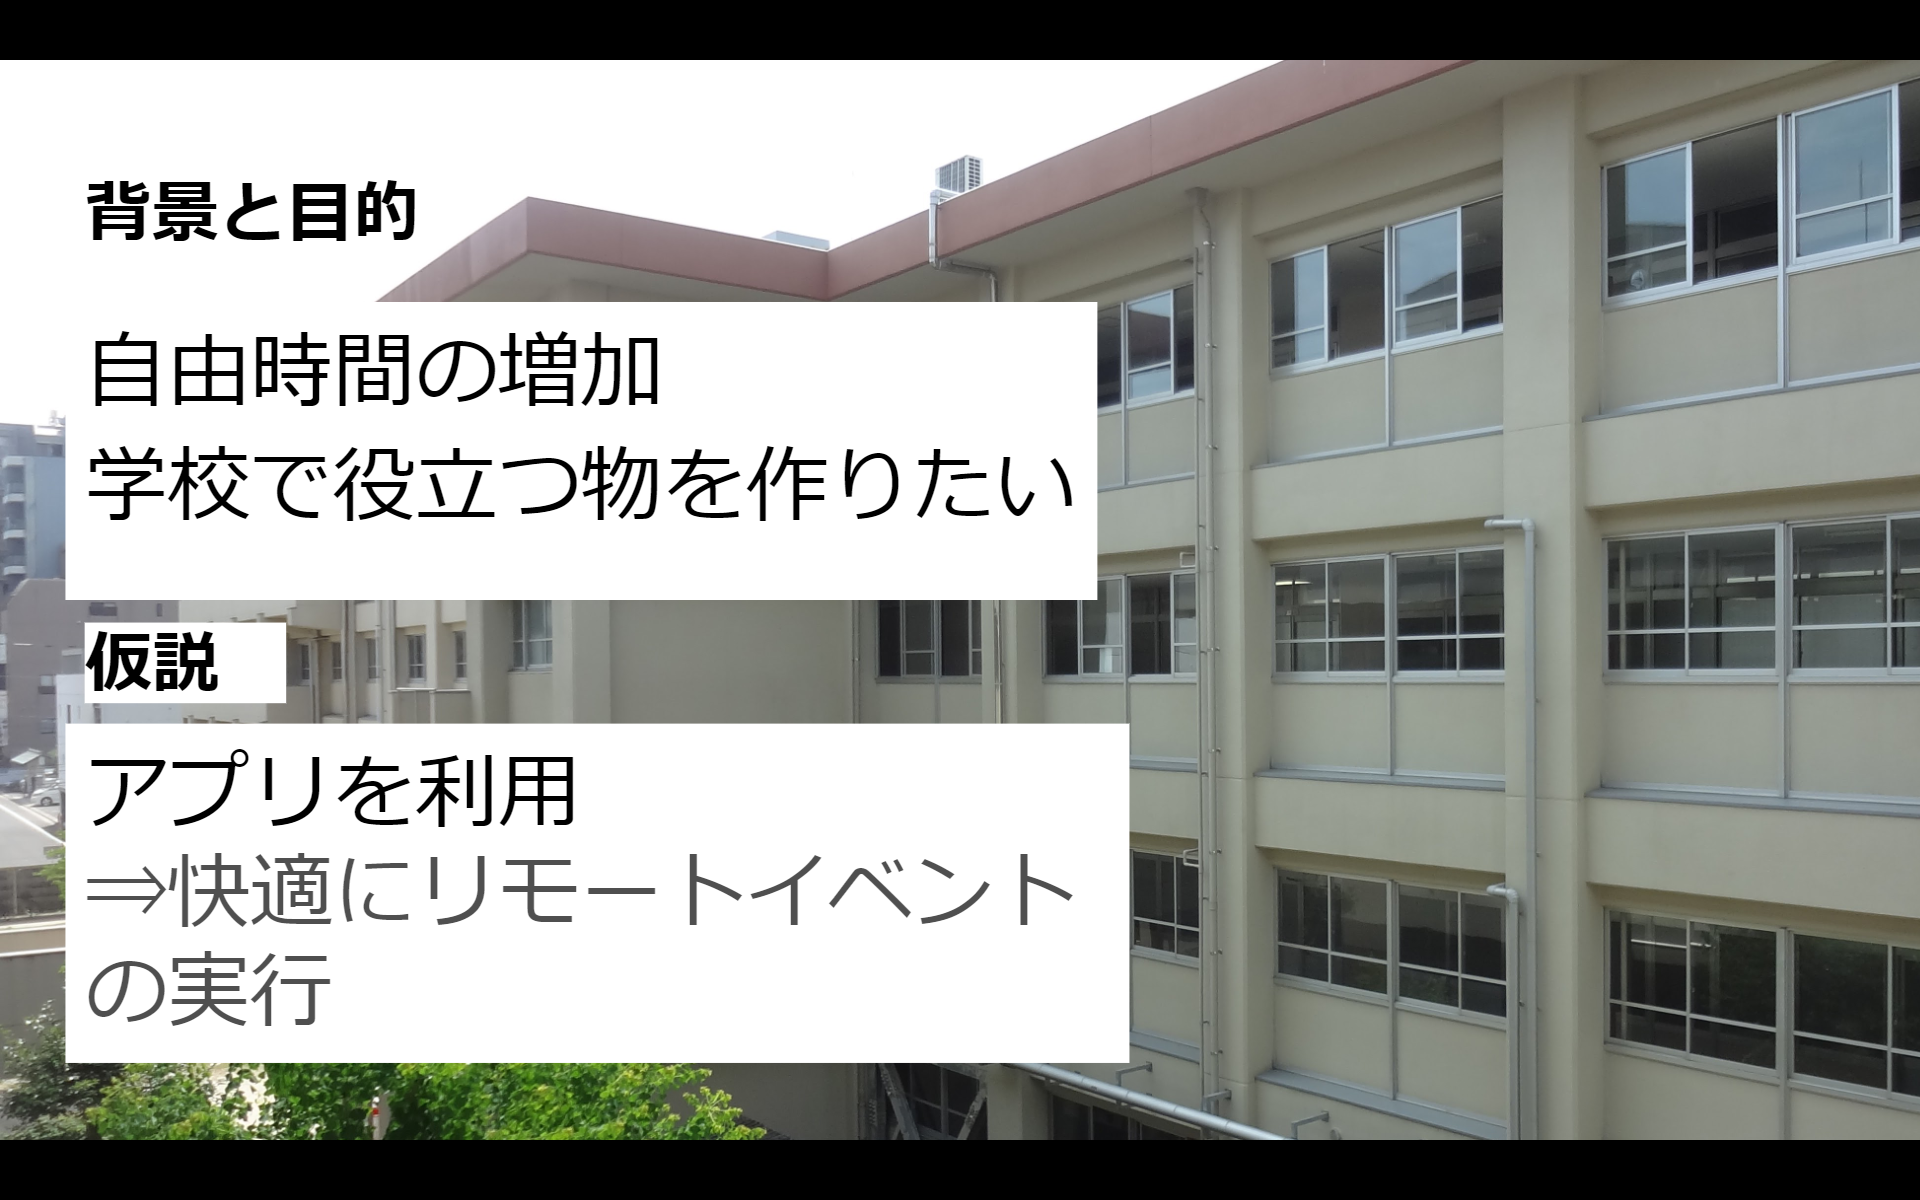 背景と目的
自由時間の増加
学校で役立つ物を作りたい
仮説
アプリを利用
⇒快適にリモートイベント
の実行